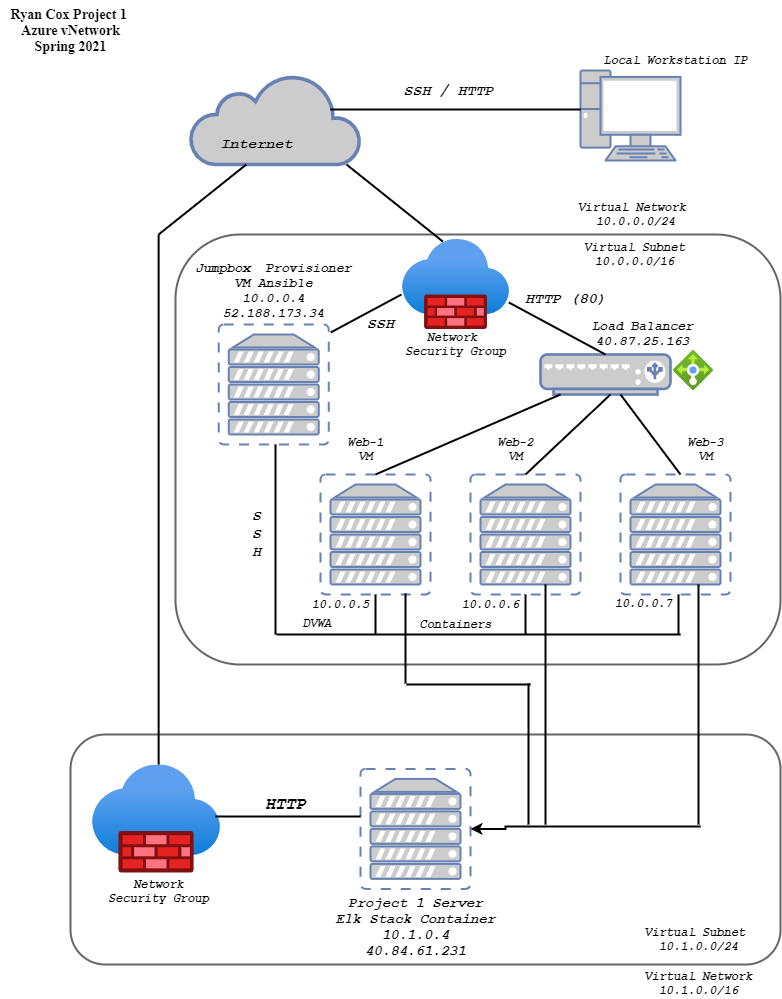 Ryan Cox Project 1
Azure vNetwork
Spring 2021
Local Workstation IP
SSH / HTTP
Internet
Virtual Network
10.0.0.0/24
Virtual Subnet
10.0.0.0/16
Jumpbox Provisioner
VM Ansible
10.0.0.4
52.188.173.34
SSH
HTTP (80)
Network
Security Group
Load Balancer
40.87.25.163
Web-1
VM
Web-2
VM
Web-3
VM
S
S
H
10.0.0.5
10.0.0.6
10.0.0.7
DVWA
Containers
HTTP
Network
Security Group
Project 1 Server
Elk Stack Container
10.1.0.4
40.84.61.231
Virtual Subnet
10.1.0.0/24
Virtual Network
10.1.0.0/16